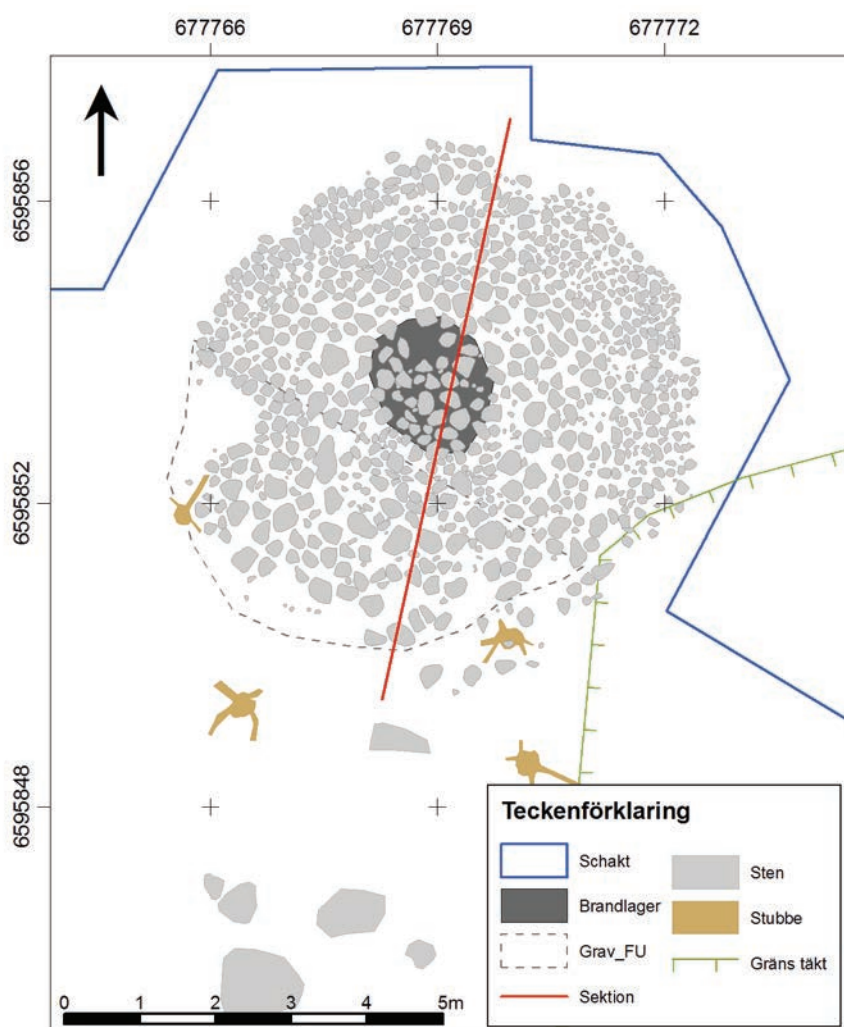 677766 677769 677772
6595856
6595852
6595848
Teckenförklaring
Schakt
Brandlager
Grav_FU
Sektion
Sten
Stubbe
Gräns täkt
0 1 2 3 4 5m